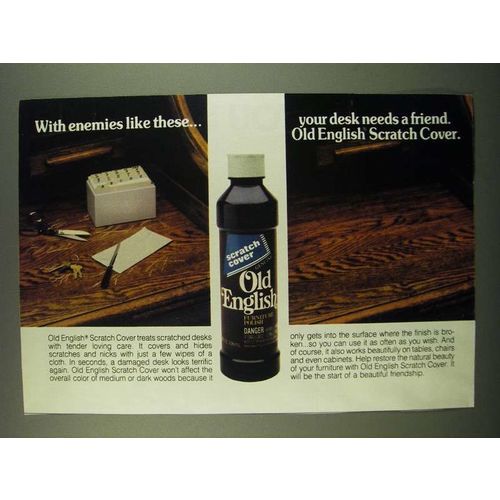 With enemies like these...
your desk needs a friend.
Old English Scratch Cover.
scratch
cover
Old
English
FURNITURE
POLISH
DANGER
Old English® Scratch Cover treats scratched desks
with tender loving care. It covers and hides
scratches and nicks with just a few wipes of a
cloth. In seconds, a damaged desk looks terrific
again. Old English Scratch Cover won't affect the
overall color of medium or dark woods because it
only gets into the surface where the finish is bro-
ken...so you can use it as often as you wish. And
of course, it also works beautifully on tables, chairs
and even cabinets. Help restore the natural beauty
of your furniture with Old English Scratch Cover. It
will be the start of a beautiful friendship.